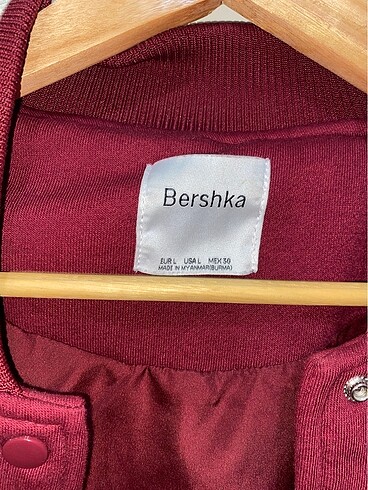 Bershka
EUR L USA L MEX 30
MADE IN MYANMAR(BURMA)